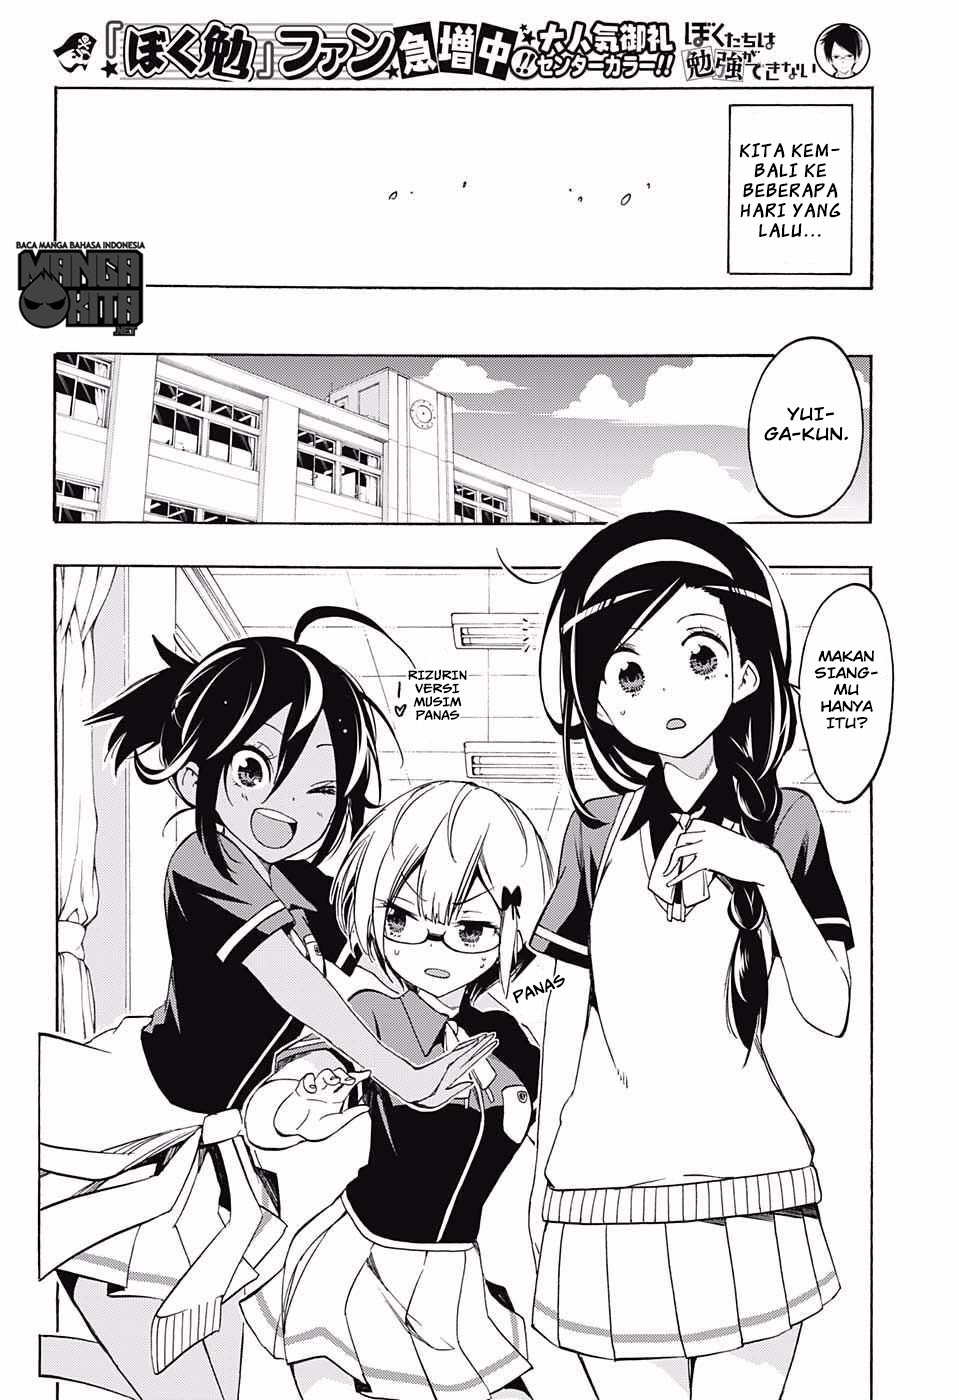 「ぼく勉」ファン急増中!!大人気御礼
センターカラー!!
ぼくたちは
勉強ができない
KITA KEM-
BALI KE
BEBERAPA
HARI YANG
LALU...
BACA MANGA BAHASA INDONESIA
MANGA
KITA
.NET
YUI-
GA-KUN.
MAKAN
SIANG-
MU
HANYA
ITU?
RIZURIN
VERSI
MUSIM
PANAS
PANAS